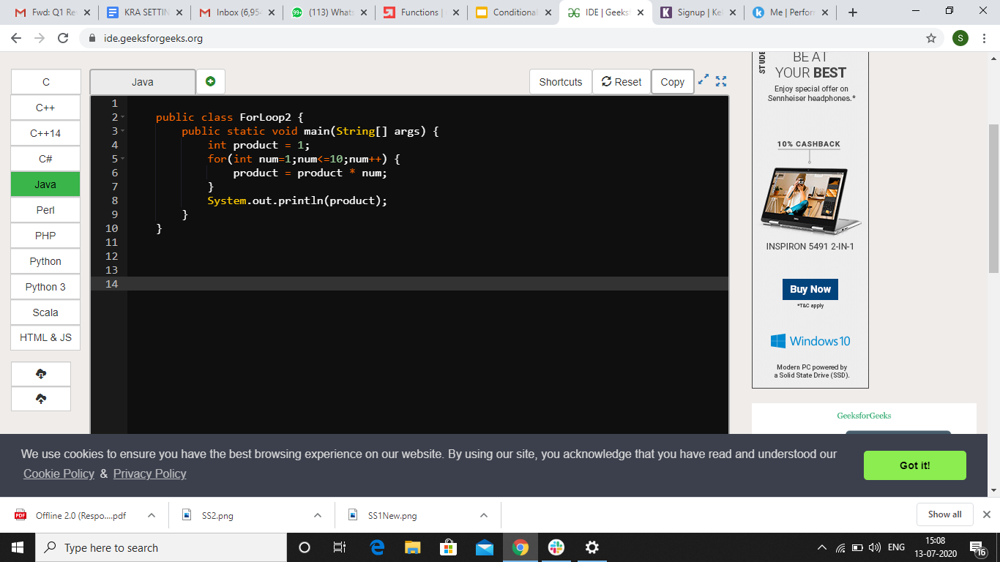 Fwd: Q1 Re
KRA SETTIN
Inbox (6,954
(113) Whats
Functions |
Conditional
IDE | Geeks
Signup | Ke
Me | Perfor
ide.geeksforgeeks.org
S
C
C++
C++14
C#
Java
Perl
PHP
Python
Python 3
Scala
HTML & JS
Java
Shortcuts
Reset
Copy
1
2 public class ForLoop2 {
3 public static void main(String[] args) {
4 int product = 1;
5 for(int num=1;num<=10;num++) {
6 product = product * num;
7 }
8 System.out.println(product);
9 }
10 }
11
12
13
14
STUDE
BE AT
YOUR BEST
Enjoy special offer on
Sennheiser headphones.*
10% CASHBACK
INSPIRON 5491 2-IN-1
Buy Now
*T&C apply
Windows 10
Modern PC powered by
a Solid State Drive (SSD).
GeeksforGeeks
We use cookies to ensure you have the best browsing experience on our website. By using our site, you acknowledge that you have read and understood our
Cookie Policy & Privacy Policy
Got it!
PDF
Offline 2.0 (Respo....pdf
SS2.png
SS1New.png
Show all
Type here to search
ENG
15:08
13-07-2020
16